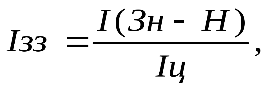 Iзз = I(Зн - Н) / Iц,